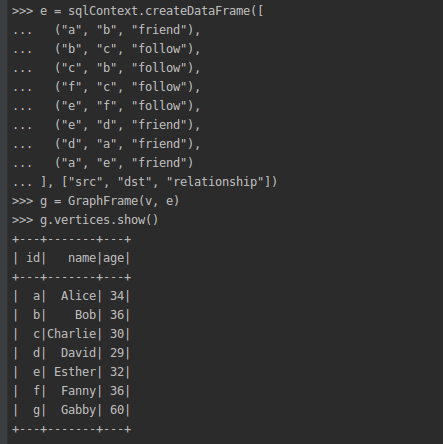 >>> e = sqlContext.createDataFrame([
...   ("a", "b", "friend"),
...   ("b", "c", "follow"),
...   ("c", "b", "follow"),
...   ("f", "c", "follow"),
...   ("e", "f", "follow"),
...   ("e", "d", "friend"),
...   ("d", "a", "friend"),
...   ("a", "e", "friend")
... ], ["src", "dst", "relationship"])
>>> g = GraphFrame(v, e)
>>> g.vertices.show()
+---+-------+---+
| id|   name|age|
+---+-------+---+
|  a|  Alice| 34|
|  b|    Bob| 36|
|  c|Charlie| 30|
|  d|  David| 29|
|  e| Esther| 32|
|  f|  Fanny| 36|
|  g|  Gabby| 60|
+---+-------+---+